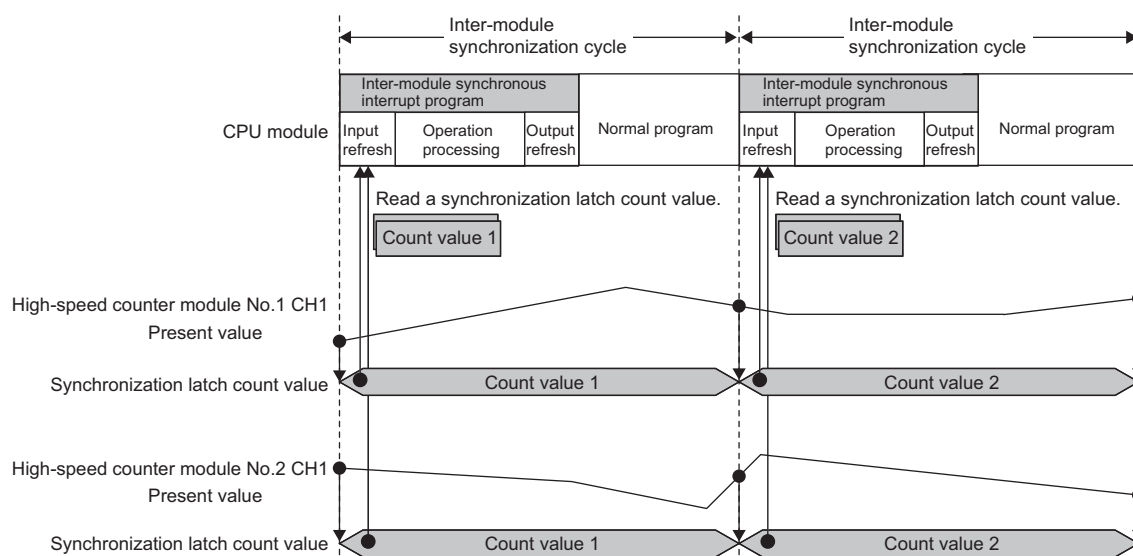 Inter-module
synchronization cycle
Inter-module
synchronization cycle
Inter-module synchronous
interrupt program
Inter-module synchronous
interrupt program
CPU module
Input
refresh
Operation
processing
Output
refresh
Normal program
Input
refresh
Operation
processing
Output
refresh
Normal program
Read a synchronization latch count value.
Read a synchronization latch count value.
Count value 1
Count value 2
High-speed counter module No.1 CH1
Present value
Synchronization latch count value
Count value 1
Count value 2
High-speed counter module No.2 CH1
Present value
Synchronization latch count value
Count value 1
Count value 2